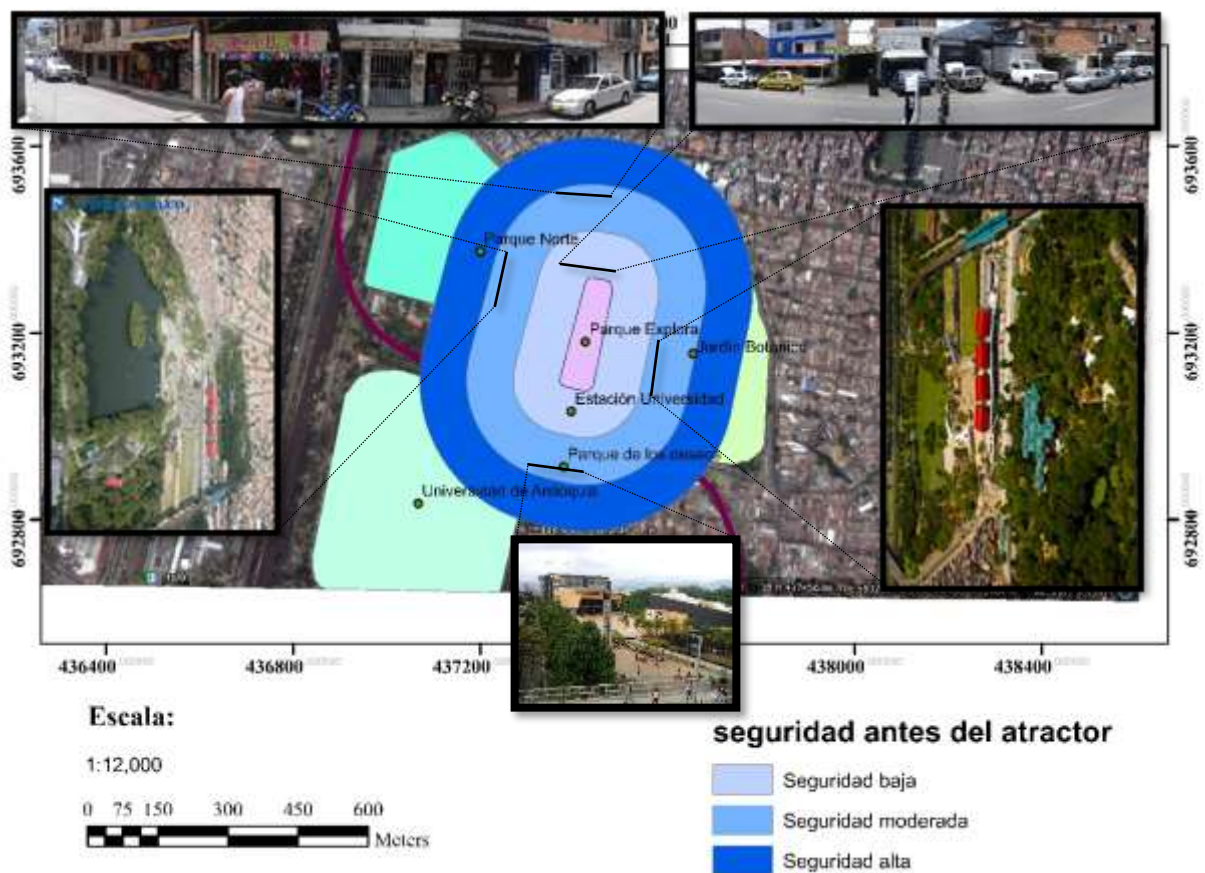 693600
693600
Parque Norte
693200
Parque Explora
Jardin Botanico
693200
Estación Universidad
Parque de los deseos
Universidad de Antioquia
692800
692800
436400
436800
437200
438000
438400
Escala:
1:12,000
0 75 150 300 450 600
Meters
seguridad antes del atractor
Seguridad baja
Seguridad moderada
Seguridad alta